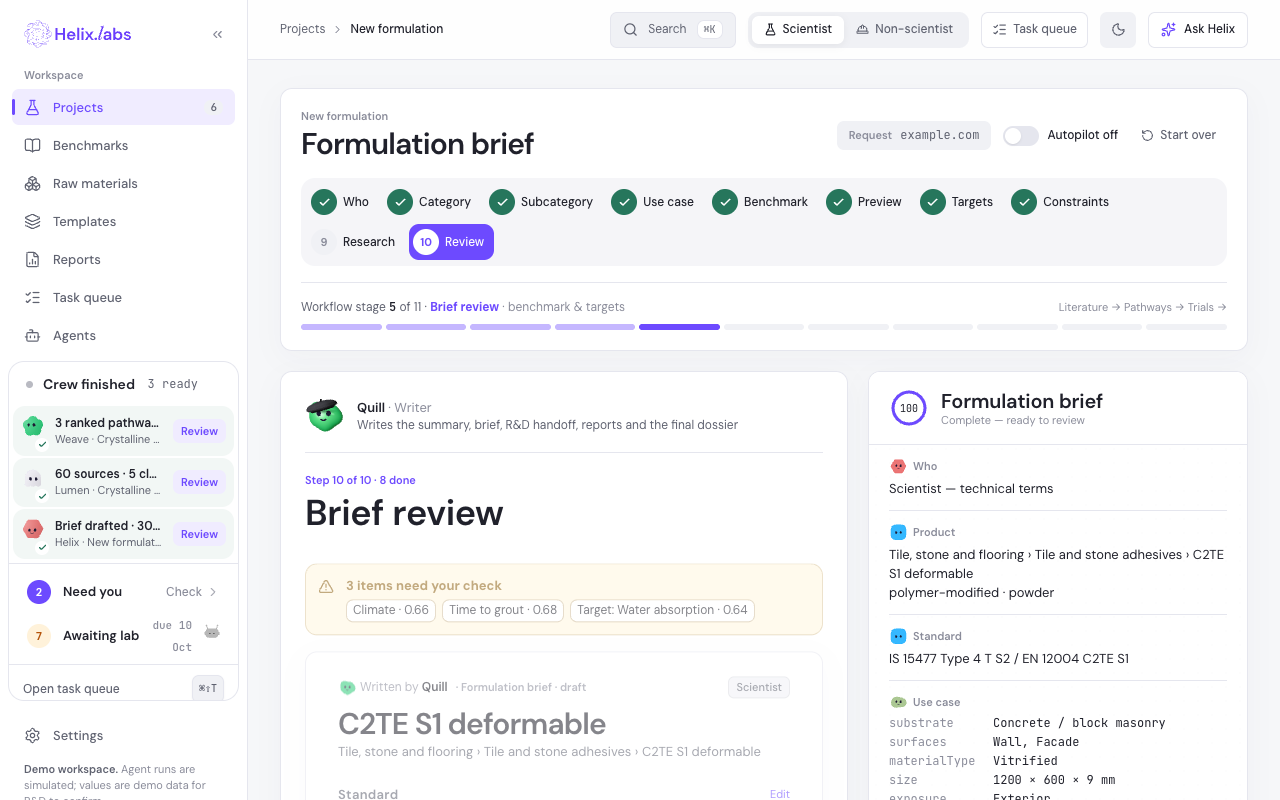 Helix.labs
Workspace
Projects 6
Benchmarks
Raw materials
Templates
Reports
Task queue
Agents
Crew finished 3 ready
3 ranked pathwa...
Weave · Crystalline ...
Review
60 sources · 5 cl...
Lumen · Crystalline ...
Review
Brief drafted · 30...
Helix · New formulat...
Review
2 Need you Check
7 Awaiting lab due 10 Oct
Open task queue ⌘⇧T
Settings
Demo workspace. Agent runs are
simulated; values are demo data for
Projects > New formulation
Search ⌘K
Scientist
Non-scientist
Task queue
Ask Helix
New formulation
Formulation brief
Request example.com
Autopilot off
Start over
Who
Category
Subcategory
Use case
Benchmark
Preview
Targets
Constraints
9 Research
10 Review
Workflow stage 5 of 11 · Brief review · benchmark & targets
Literature → Pathways → Trials →
Quill · Writer
Writes the summary, brief, R&D handoff, reports and the final dossier
Step 10 of 10 · 8 done
Brief review
3 items need your check
Climate · 0.66
Time to grout · 0.68
Target: Water absorption · 0.64
Written by Quill · Formulation brief · draft
Scientist
C2TE S1 deformable
Tile, stone and flooring › Tile and stone adhesives › C2TE S1 deformable
Standard Edit
100
Formulation brief
Complete — ready to review
Who
Scientist — technical terms
Product
Tile, stone and flooring › Tile and stone adhesives › C2TE
S1 deformable
polymer-modified · powder
Standard
IS 15477 Type 4 T S2 / EN 12004 C2TE S1
Use case
substrate Concrete / block masonry
surfaces Wall, Facade
materialType Vitrified
size 1200 × 600 × 9 mm
exposure Exterior